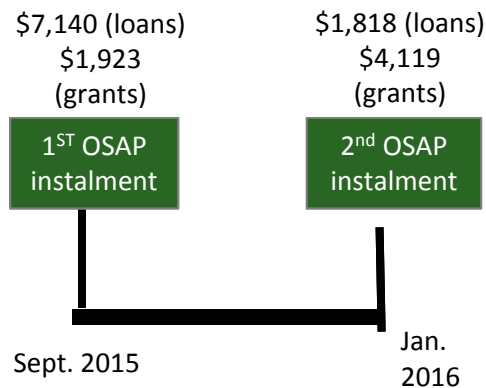 $7,140 (loans)
$1,923
(grants)
1ST OSAP
instalment
$1,818 (loans)
$4,119
(grants)
2nd OSAP
instalment
Sept. 2015
Jan.
2016